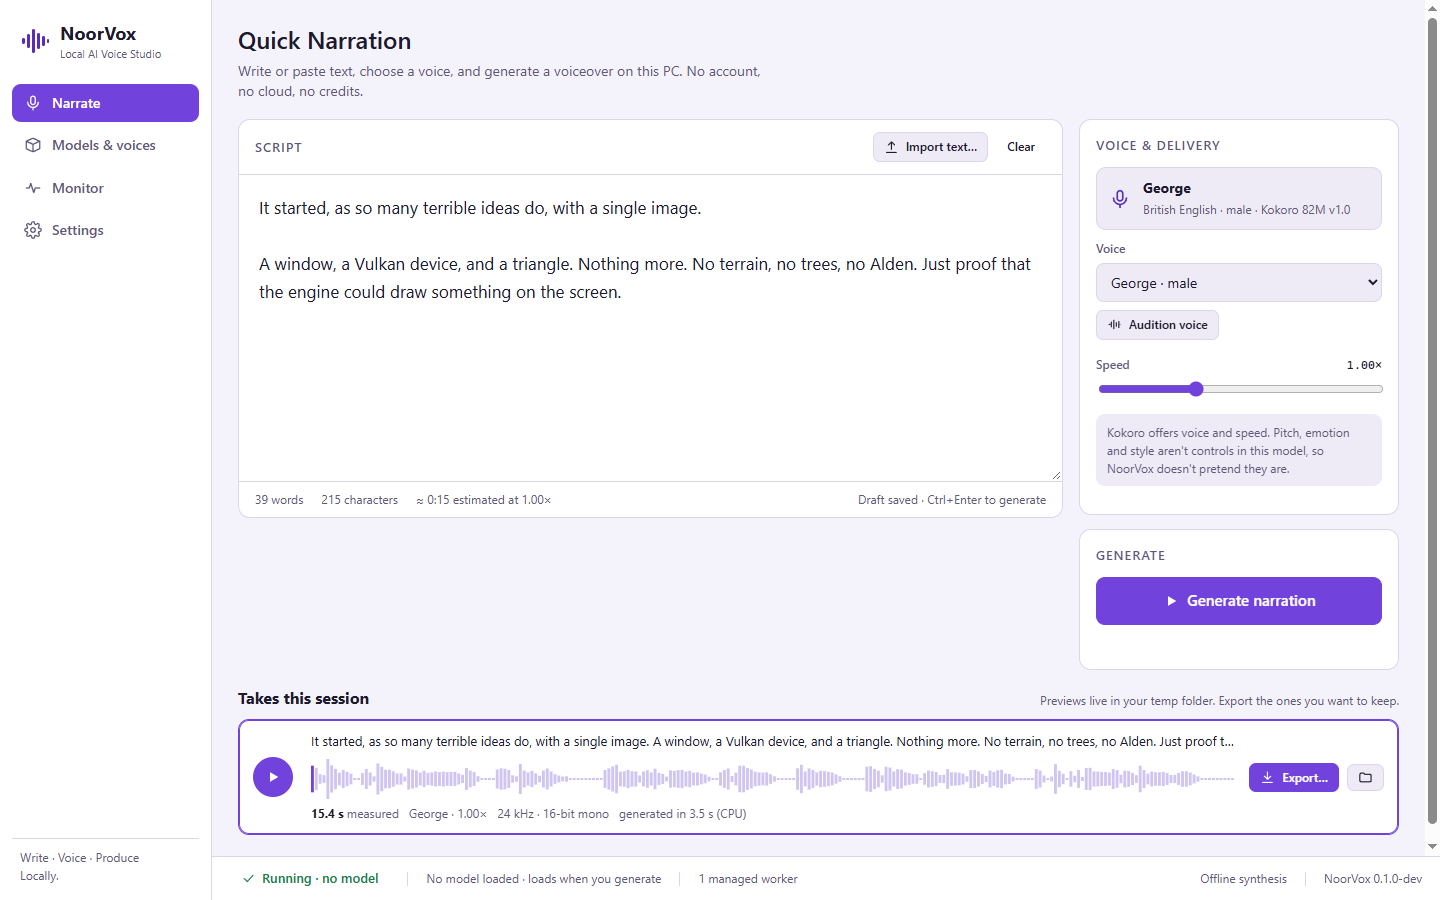 NoorVox
Local AI Voice Studio
Narrate
Models & voices
Monitor
Settings
Write · Voice · Produce
Locally.
Quick Narration
Write or paste text, choose a voice, and generate a voiceover on this PC. No account,
no cloud, no credits.
SCRIPT
Import text...
Clear
It started, as so many terrible ideas do, with a single image.
A window, a Vulkan device, and a triangle. Nothing more. No terrain, no trees, no Alden. Just proof that
the engine could draw something on the screen.
39 words 215 characters ≈ 0:15 estimated at 1.00×
Draft saved · Ctrl+Enter to generate
VOICE & DELIVERY
George
British English · male · Kokoro 82M v1.0
Voice
George · male
Audition voice
Speed 1.00×
Kokoro offers voice and speed. Pitch, emotion
and style aren't controls in this model, so
NoorVox doesn't pretend they are.
GENERATE
Generate narration
Takes this session
Previews live in your temp folder. Export the ones you want to keep.
It started, as so many terrible ideas do, with a single image. A window, a Vulkan device, and a triangle. Nothing more. No terrain, no trees, no Alden. Just proof t...
Export...
15.4 s measured George · 1.00× 24 kHz · 16-bit mono generated in 3.5 s (CPU)
Running · no model
No model loaded · loads when you generate
1 managed worker
Offline synthesis
NoorVox 0.1.0-dev